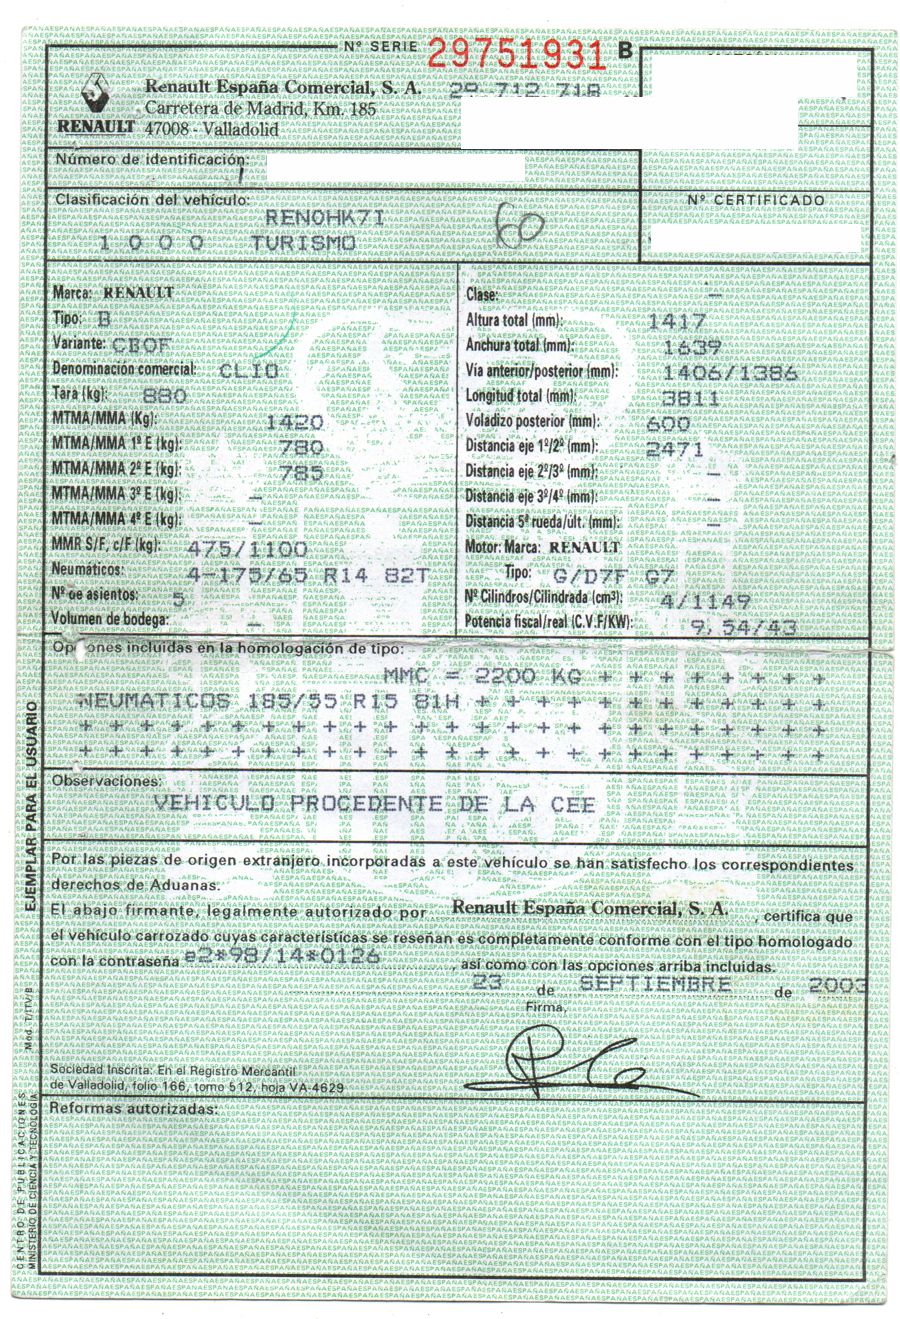 Nº SERIE 29751931 B
Renault España Comercial, S. A. 29 712 718
Carretera de Madrid, Km. 185
RENAULT 47008 - Valladolid
Número de identificación:
Clasificación del vehículo:
RENOHK71
1 0 0 0 TURISMO
60
Nº CERTIFICADO
Marca: RENAULT
Tipo: B
Variante: CBOF
Denominación comercial: CLIO
Tara (kg): 880
MTMA/MMA (Kg): 1420
MTMA/MMA 1º E (kg): 780
MTMA/MMA 2º E (kg): 785
MTMA/MMA 3º E (kg): –
MTMA/MMA 4º E (kg): –
MMR S/F, c/F (kg): 475/1100
Neumáticos: 4-175/65 R14 82T
Nº de asientos: 5
Volumen de bodega: –
Clase: –
Altura total (mm): 1417
Anchura total (mm): 1639
Vía anterior/posterior (mm): 1406/1386
Longitud total (mm): 3811
Voladizo posterior (mm): 600
Distancia eje 1º/2º (mm): 2471
Distancia eje 2º/3º (mm): –
Distancia eje 3º/4º (mm): –
Distancia 5ª rueda/últ. (mm): –
Motor: Marca: RENAULT
Tipo: G/D7F G7
Nº Cilindros/Cilindrada (cm³): 4/1149
Potencia fiscal/real (C.V.F/KW): 9,54/43
Opciones incluidas en la homologación de tipo:
MMC = 2200 KG + + + + + + + +
NEUMATICOS 185/55 R15 81H + + + + + + + + + + + +
+ + + + + + + + + + + + + + + + + + + + + + + + +
+ + + + + + + + + + + + + + + + + + + + + + + + +
Observaciones:
VEHICULO PROCEDENTE DE LA CEE
Por las piezas de origen extranjero incorporadas a este vehículo se han satisfecho los correspondientes
derechos de Aduanas.
El abajo firmante, legalmente autorizado por Renault España Comercial, S. A. , certifica que
el vehículo carrozado cuyas características se reseñan es completamente conforme con el tipo homologado
con la contraseña e2*98/14*0126 , así como con las opciones arriba incluidas.
23 de SEPTIEMBRE de 2003
Firma,
Sociedad Inscrita: En el Registro Mercantil
de Valladolid, folio 166, tomo 512, hoja VA-4629
Reformas autorizadas:
EJEMPLAR PARA EL USUARIO
Mod. T/ITV/B
CENTRO DE PUBLICACIONES.
MINISTERIO DE CIENCIA Y TECNOLOGÍA